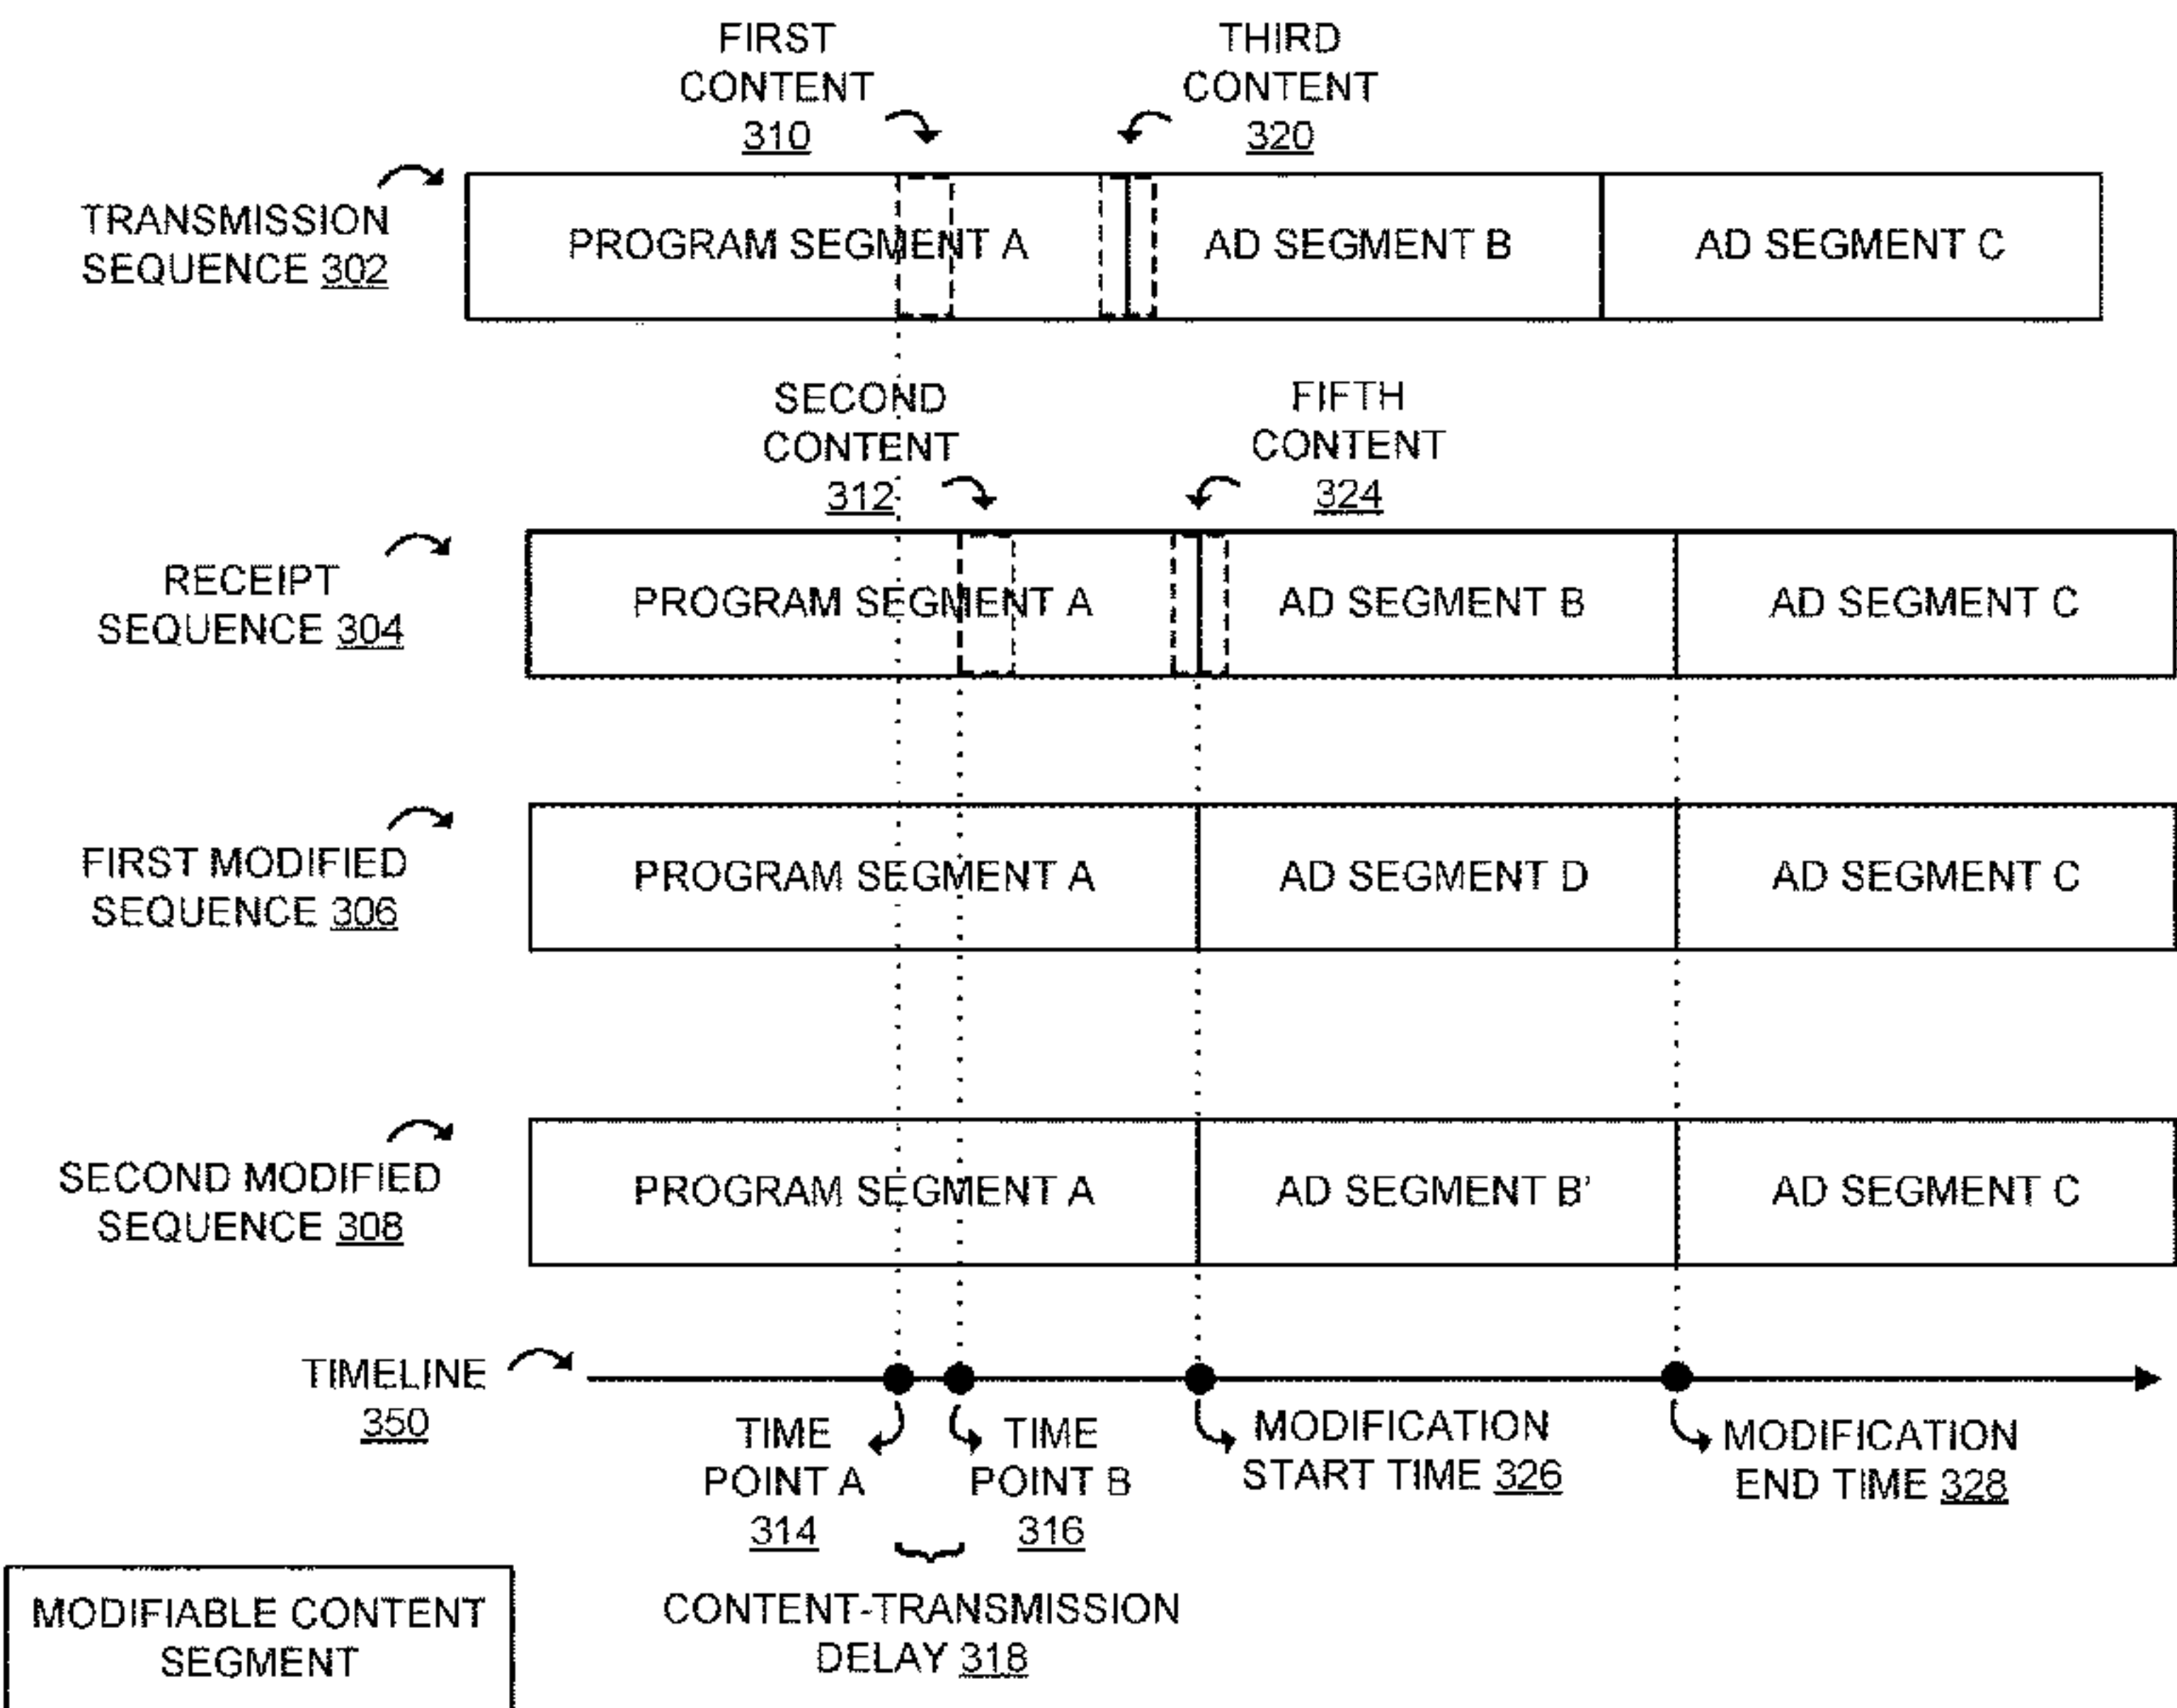 FIRST
CONTENT
310
THIRD
CONTENT
320
TRANSMISSION
SEQUENCE 302
PROGRAM SEGMENT A
AD SEGMENT B
AD SEGMENT C
SECOND
CONTENT
312
FIFTH
CONTENT
324
RECEIPT
SEQUENCE 304
PROGRAM SEGMENT A
AD SEGMENT B
AD SEGMENT C
FIRST MODIFIED
SEQUENCE 306
PROGRAM SEGMENT A
AD SEGMENT D
AD SEGMENT C
SECOND MODIFIED
SEQUENCE 308
PROGRAM SEGMENT A
AD SEGMENT B'
AD SEGMENT C
TIMELINE
350
TIME
POINT A
314
TIME
POINT B
316
MODIFICATION
START TIME 326
MODIFICATION
END TIME 328
CONTENT-TRANSMISSION
DELAY 318
MODIFIABLE CONTENT
SEGMENT